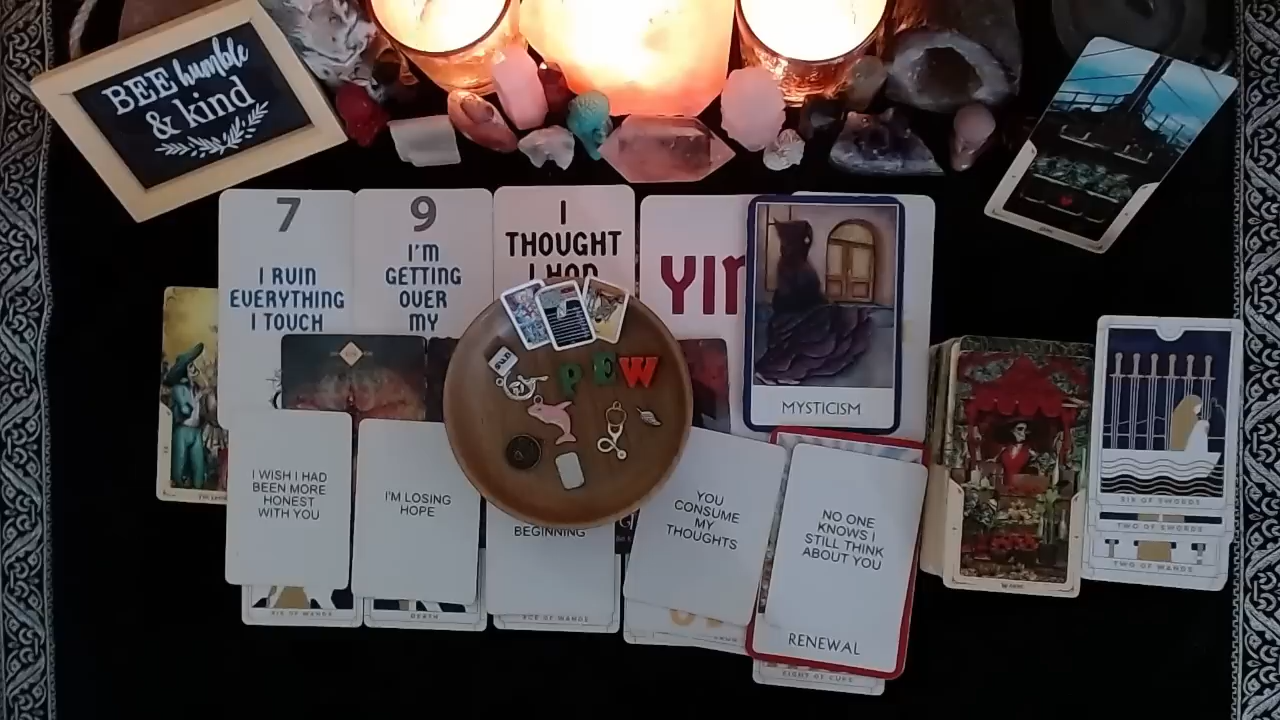 BEE humble
& kind
7
I RUIN
EVERYTHING
I TOUCH
9
I'M
GETTING
OVER
MY
I
THOUGHT
I HAD
YIN
MYSTICISM
PEW
I WISH I HAD
BEEN MORE
HONEST
WITH YOU
I'M LOSING
HOPE
BEGINNING
YOU
CONSUME
MY
THOUGHTS
NO ONE
KNOWS I
STILL THINK
ABOUT YOU
RENEWAL
SIX OF WANDS
DEATH
ACE OF WANDS
EIGHT OF CUPS
SIX OF SWORDS
TWO OF SWORDS
TWO OF WANDS